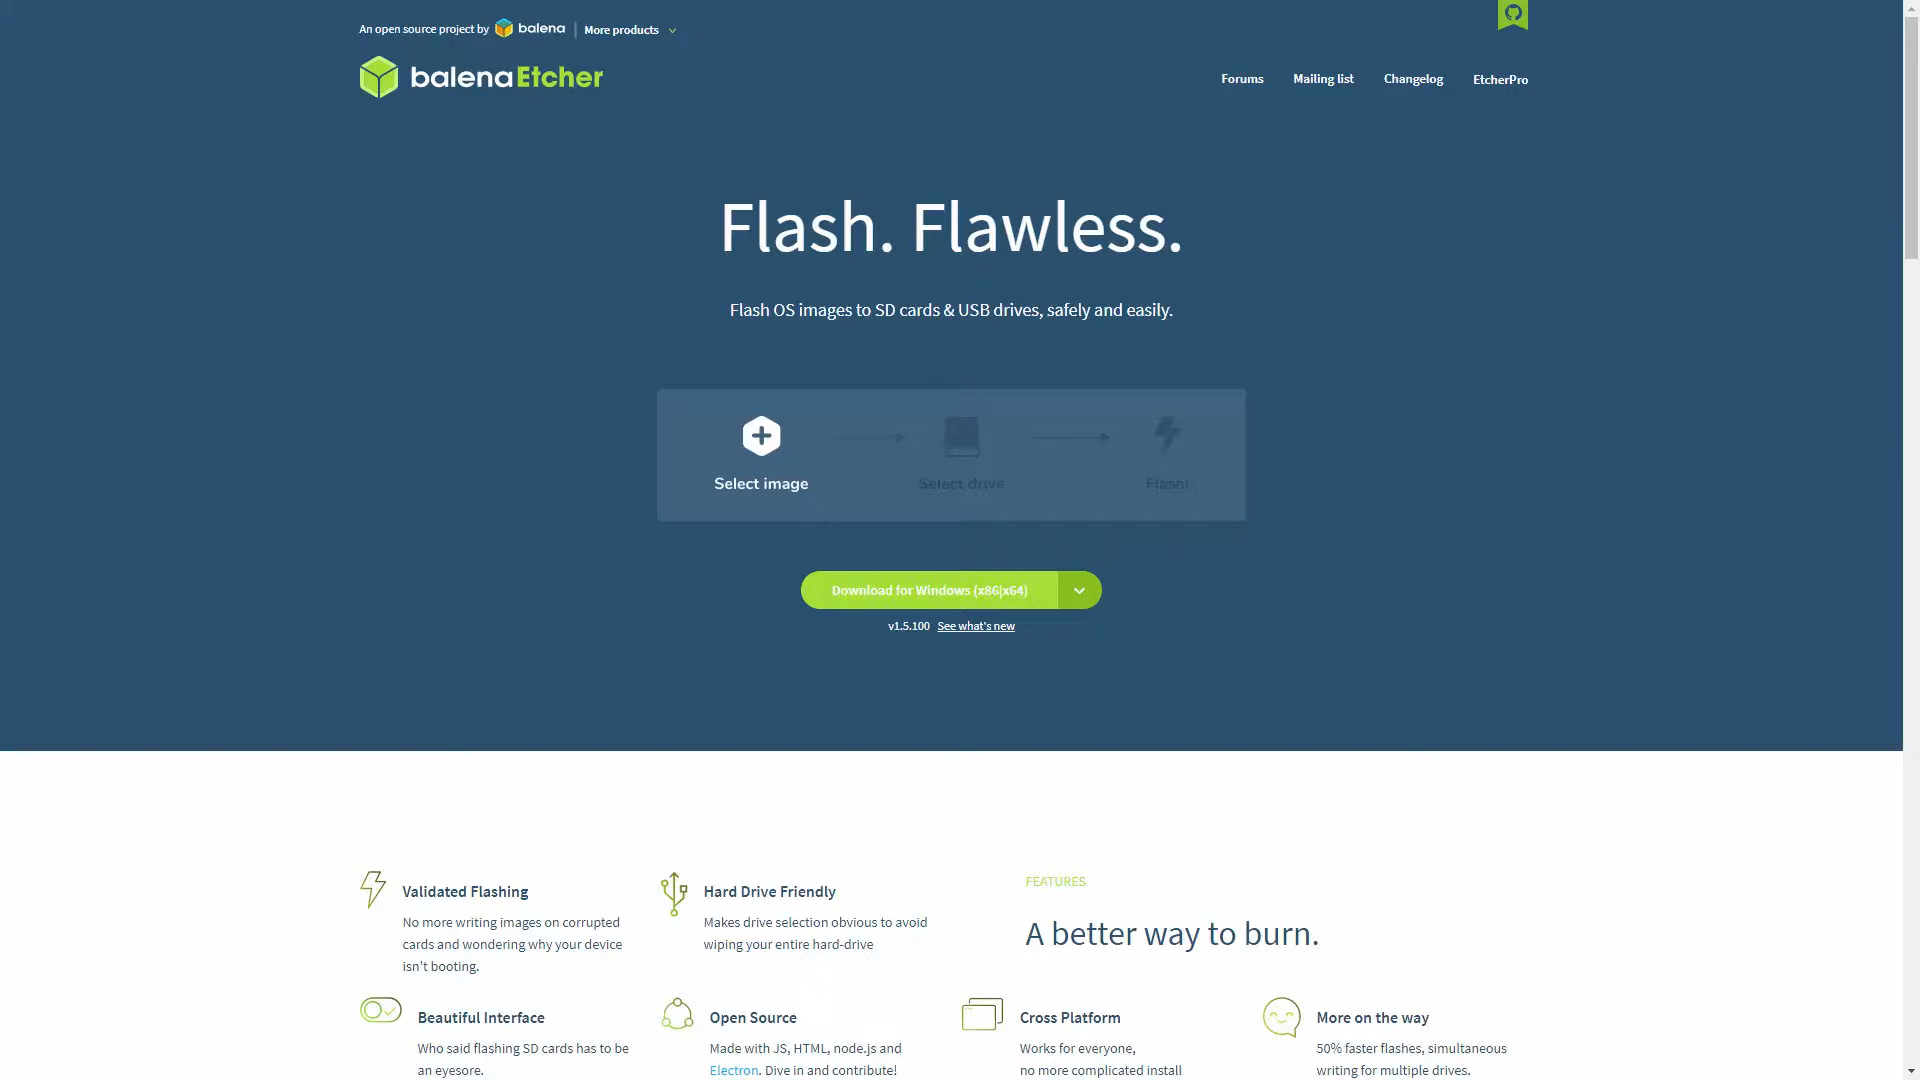 An open source project by balena | More products
balenaEtcher
Forums Mailing list Changelog EtcherPro
Flash. Flawless.
Flash OS images to SD cards & USB drives, safely and easily.
Select image Select drive Flash!
Download for Windows (x86|x64)
v1.5.100 See what's new
Validated Flashing
No more writing images on corrupted
cards and wondering why your device
isn't booting.
Hard Drive Friendly
Makes drive selection obvious to avoid
wiping your entire hard-drive
FEATURES
A better way to burn.
Beautiful Interface
Who said flashing SD cards has to be
an eyesore.
Open Source
Made with JS, HTML, node.js and
Electron. Dive in and contribute!
Cross Platform
Works for everyone,
no more complicated install
More on the way
50% faster flashes, simultaneous
writing for multiple drives.